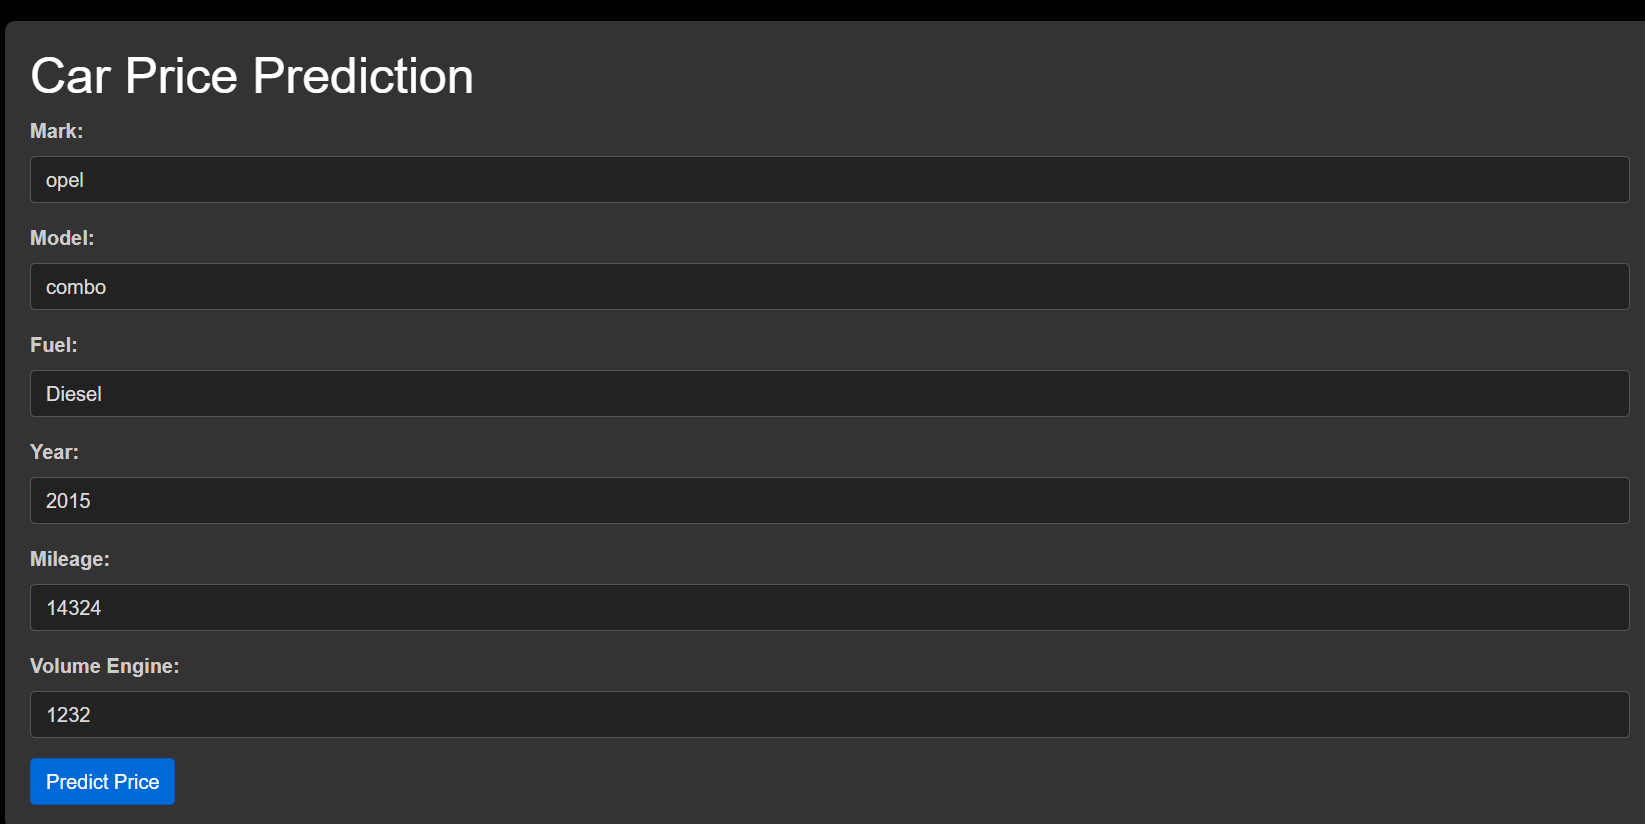 Car Price Prediction
Mark:
opel
Model:
combo
Fuel:
Diesel
Year:
2015
Mileage:
14324
Volume Engine:
1232
Predict Price